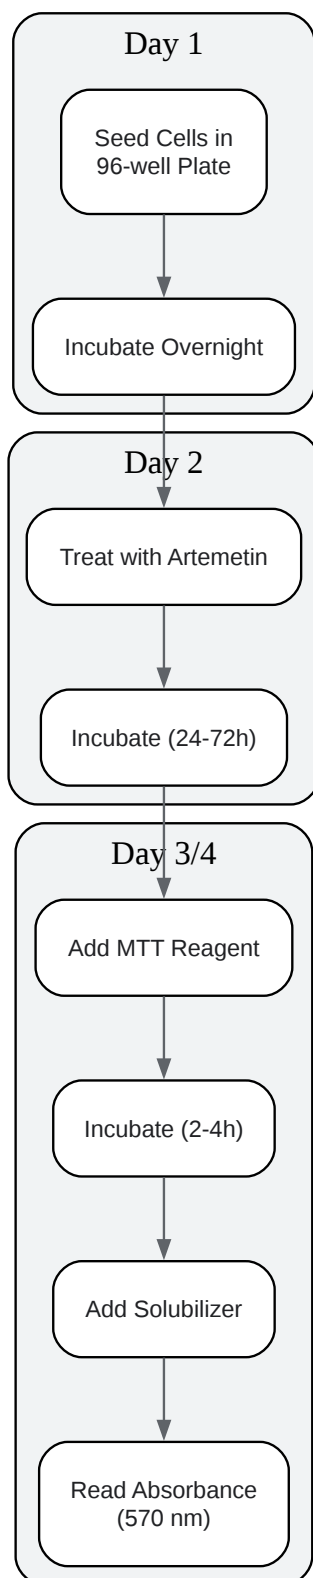 Day 1
Seed Cells in
96-well Plate
Incubate Overnight
Day 2
Treat with Artemetin
Incubate (24-72h)
Day 3/4
Add MTT Reagent
Incubate (2-4h)
Add Solubilizer
Read Absorbance
(570 nm)